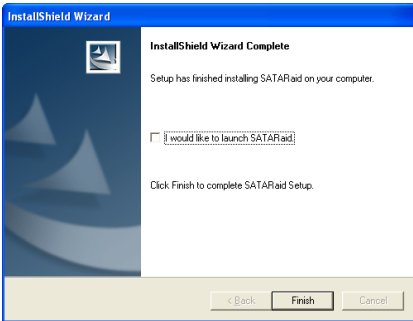 InstallShield Wizard
InstallShield Wizard Complete
Setup has finished installing SATARaid on your computer.
I would like to launch SATARaid.
Click Finish to complete SATARaid Setup.
< Back
Finish
Cancel